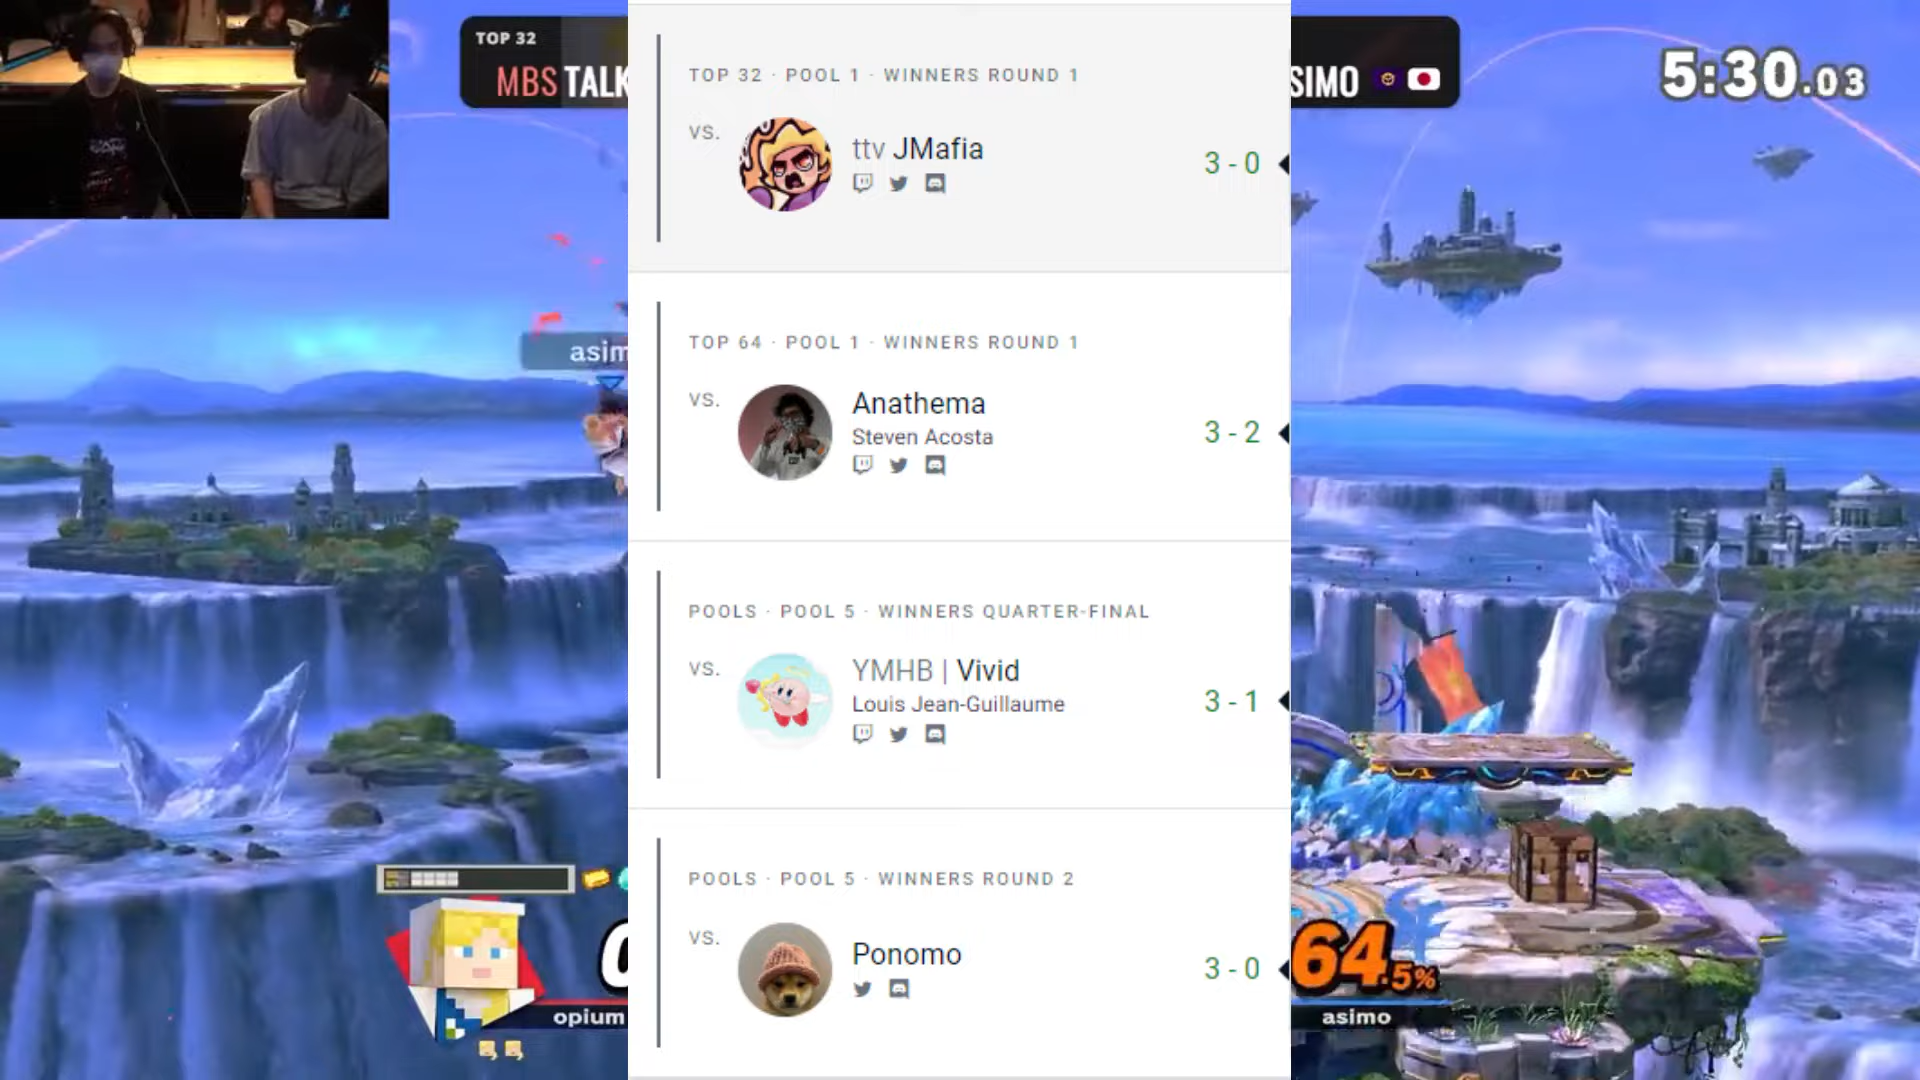 TOP 32
MBS TALK
asim
opium
TOP 32 · POOL 1 · WINNERS ROUND 1
VS.
ttv JMafia
3 - 0
TOP 64 · POOL 1 · WINNERS ROUND 1
VS.
Anathema
Steven Acosta
3 - 2
POOLS · POOL 5 · WINNERS QUARTER-FINAL
VS.
YMHB | Vivid
Louis Jean-Guillaume
3 - 1
POOLS · POOL 5 · WINNERS ROUND 2
VS.
Ponomo
3 - 0
SIMO
5:30.03
64.5%
asimo